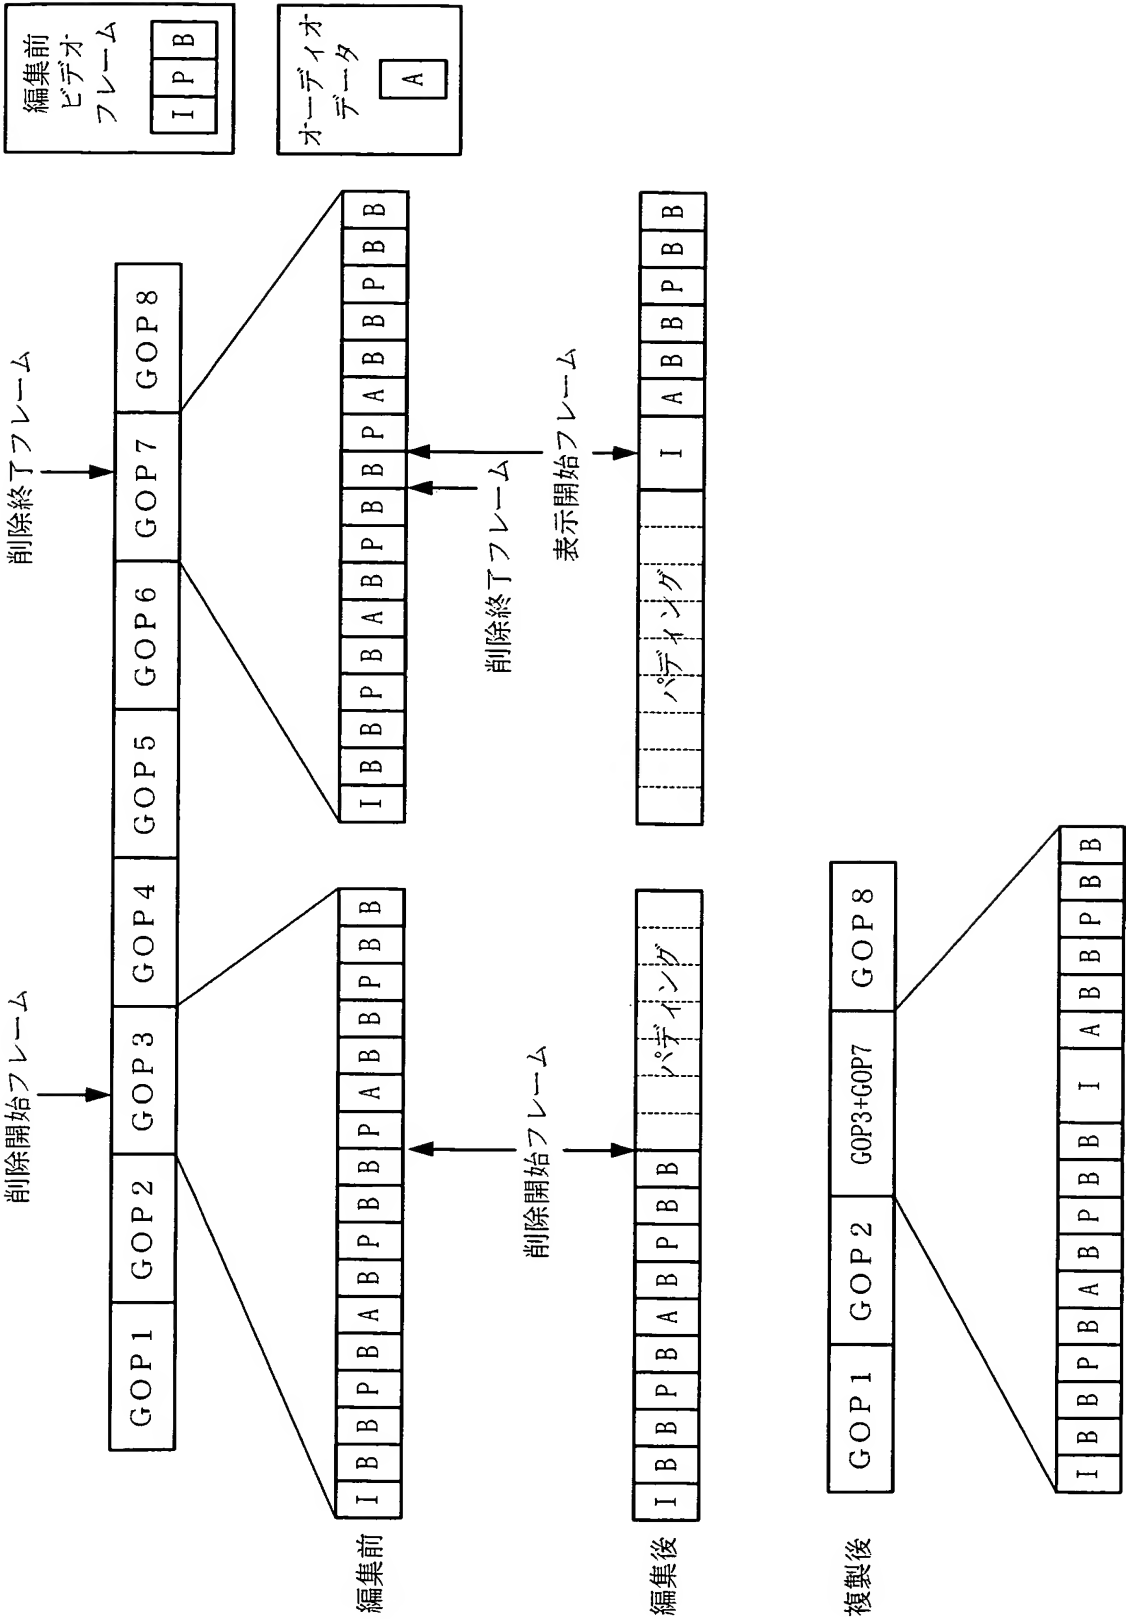 削除開始フレーム
削除終了フレーム
編集前
ビデオ
フレーム
I P B
オーディオ
データ
A
GOP1 GOP2 GOP3 GOP4 GOP5 GOP6 GOP7 GOP8
編集前
I B B P B A B P B B P A B B P B B
I B B P B A B P B B P A B B P B B
削除開始フレーム
削除終了フレーム
表示開始フレーム
編集後
I B B P B A B P B B パディング
パディング I A B B P B B
複製後
GOP1 GOP2 GOP3+GOP7 GOP8
I B B P B A B P B B I A B B P B B